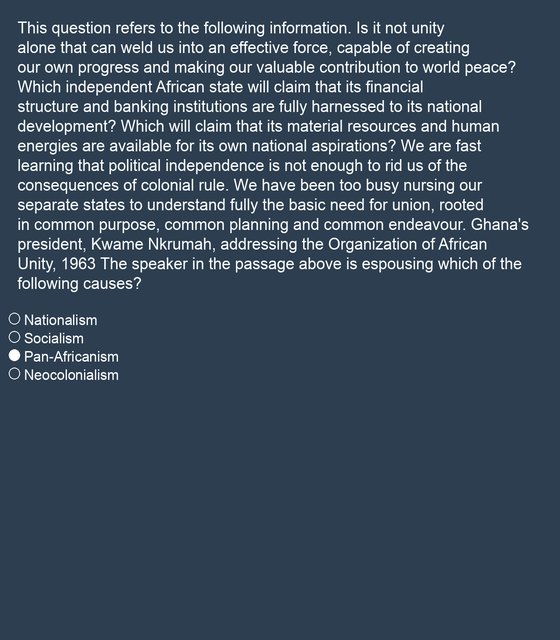 This question refers to the following information. Is it not unity
alone that can weld us into an effective force, capable of creating
our own progress and making our valuable contribution to world peace?
Which independent African state will claim that its financial
structure and banking institutions are fully harnessed to its national
development? Which will claim that its material resources and human
energies are available for its own national aspirations? We are fast
learning that political independence is not enough to rid us of the
consequences of colonial rule. We have been too busy nursing our
separate states to understand fully the basic need for union, rooted
in common purpose, common planning and common endeavour. Ghana's
president, Kwame Nkrumah, addressing the Organization of African
Unity, 1963 The speaker in the passage above is espousing which of the
following causes?
Nationalism
Socialism
Pan-Africanism
Neocolonialism